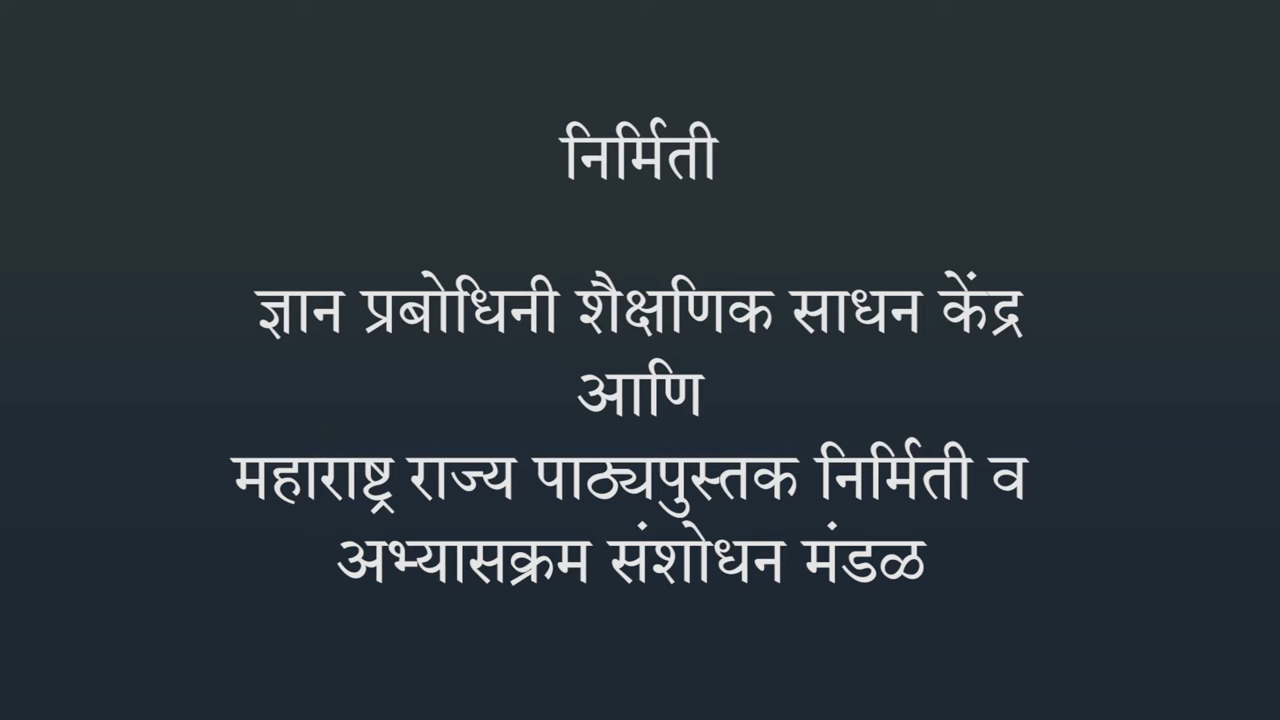 निर्मिती
ज्ञान प्रबोधिनी शैक्षणिक साधन केंद्र
आणि
महाराष्ट्र राज्य पाठ्यपुस्तक निर्मिती व
अभ्यासक्रम संशोधन मंडळ